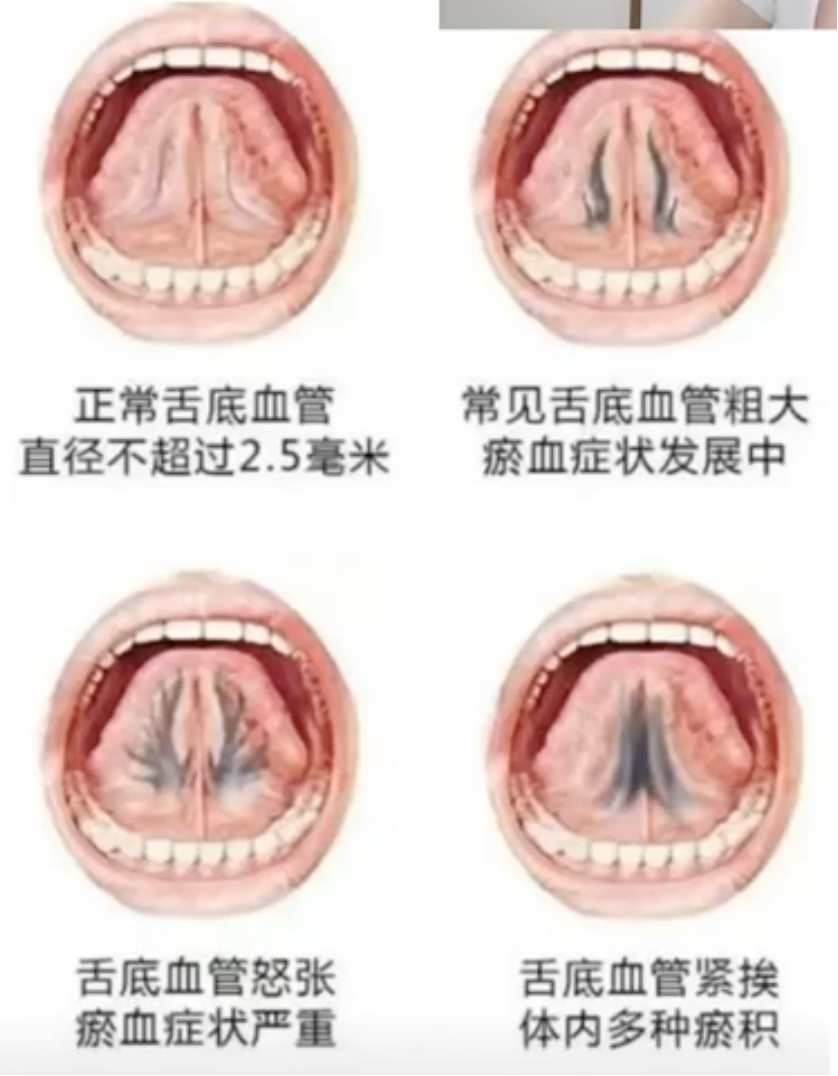 正常舌底血管
直径不超过2.5毫米
常见舌底血管粗大
瘀血症状发展中
舌底血管怒张
瘀血症状严重
舌底血管紧挨
体内多种瘀积